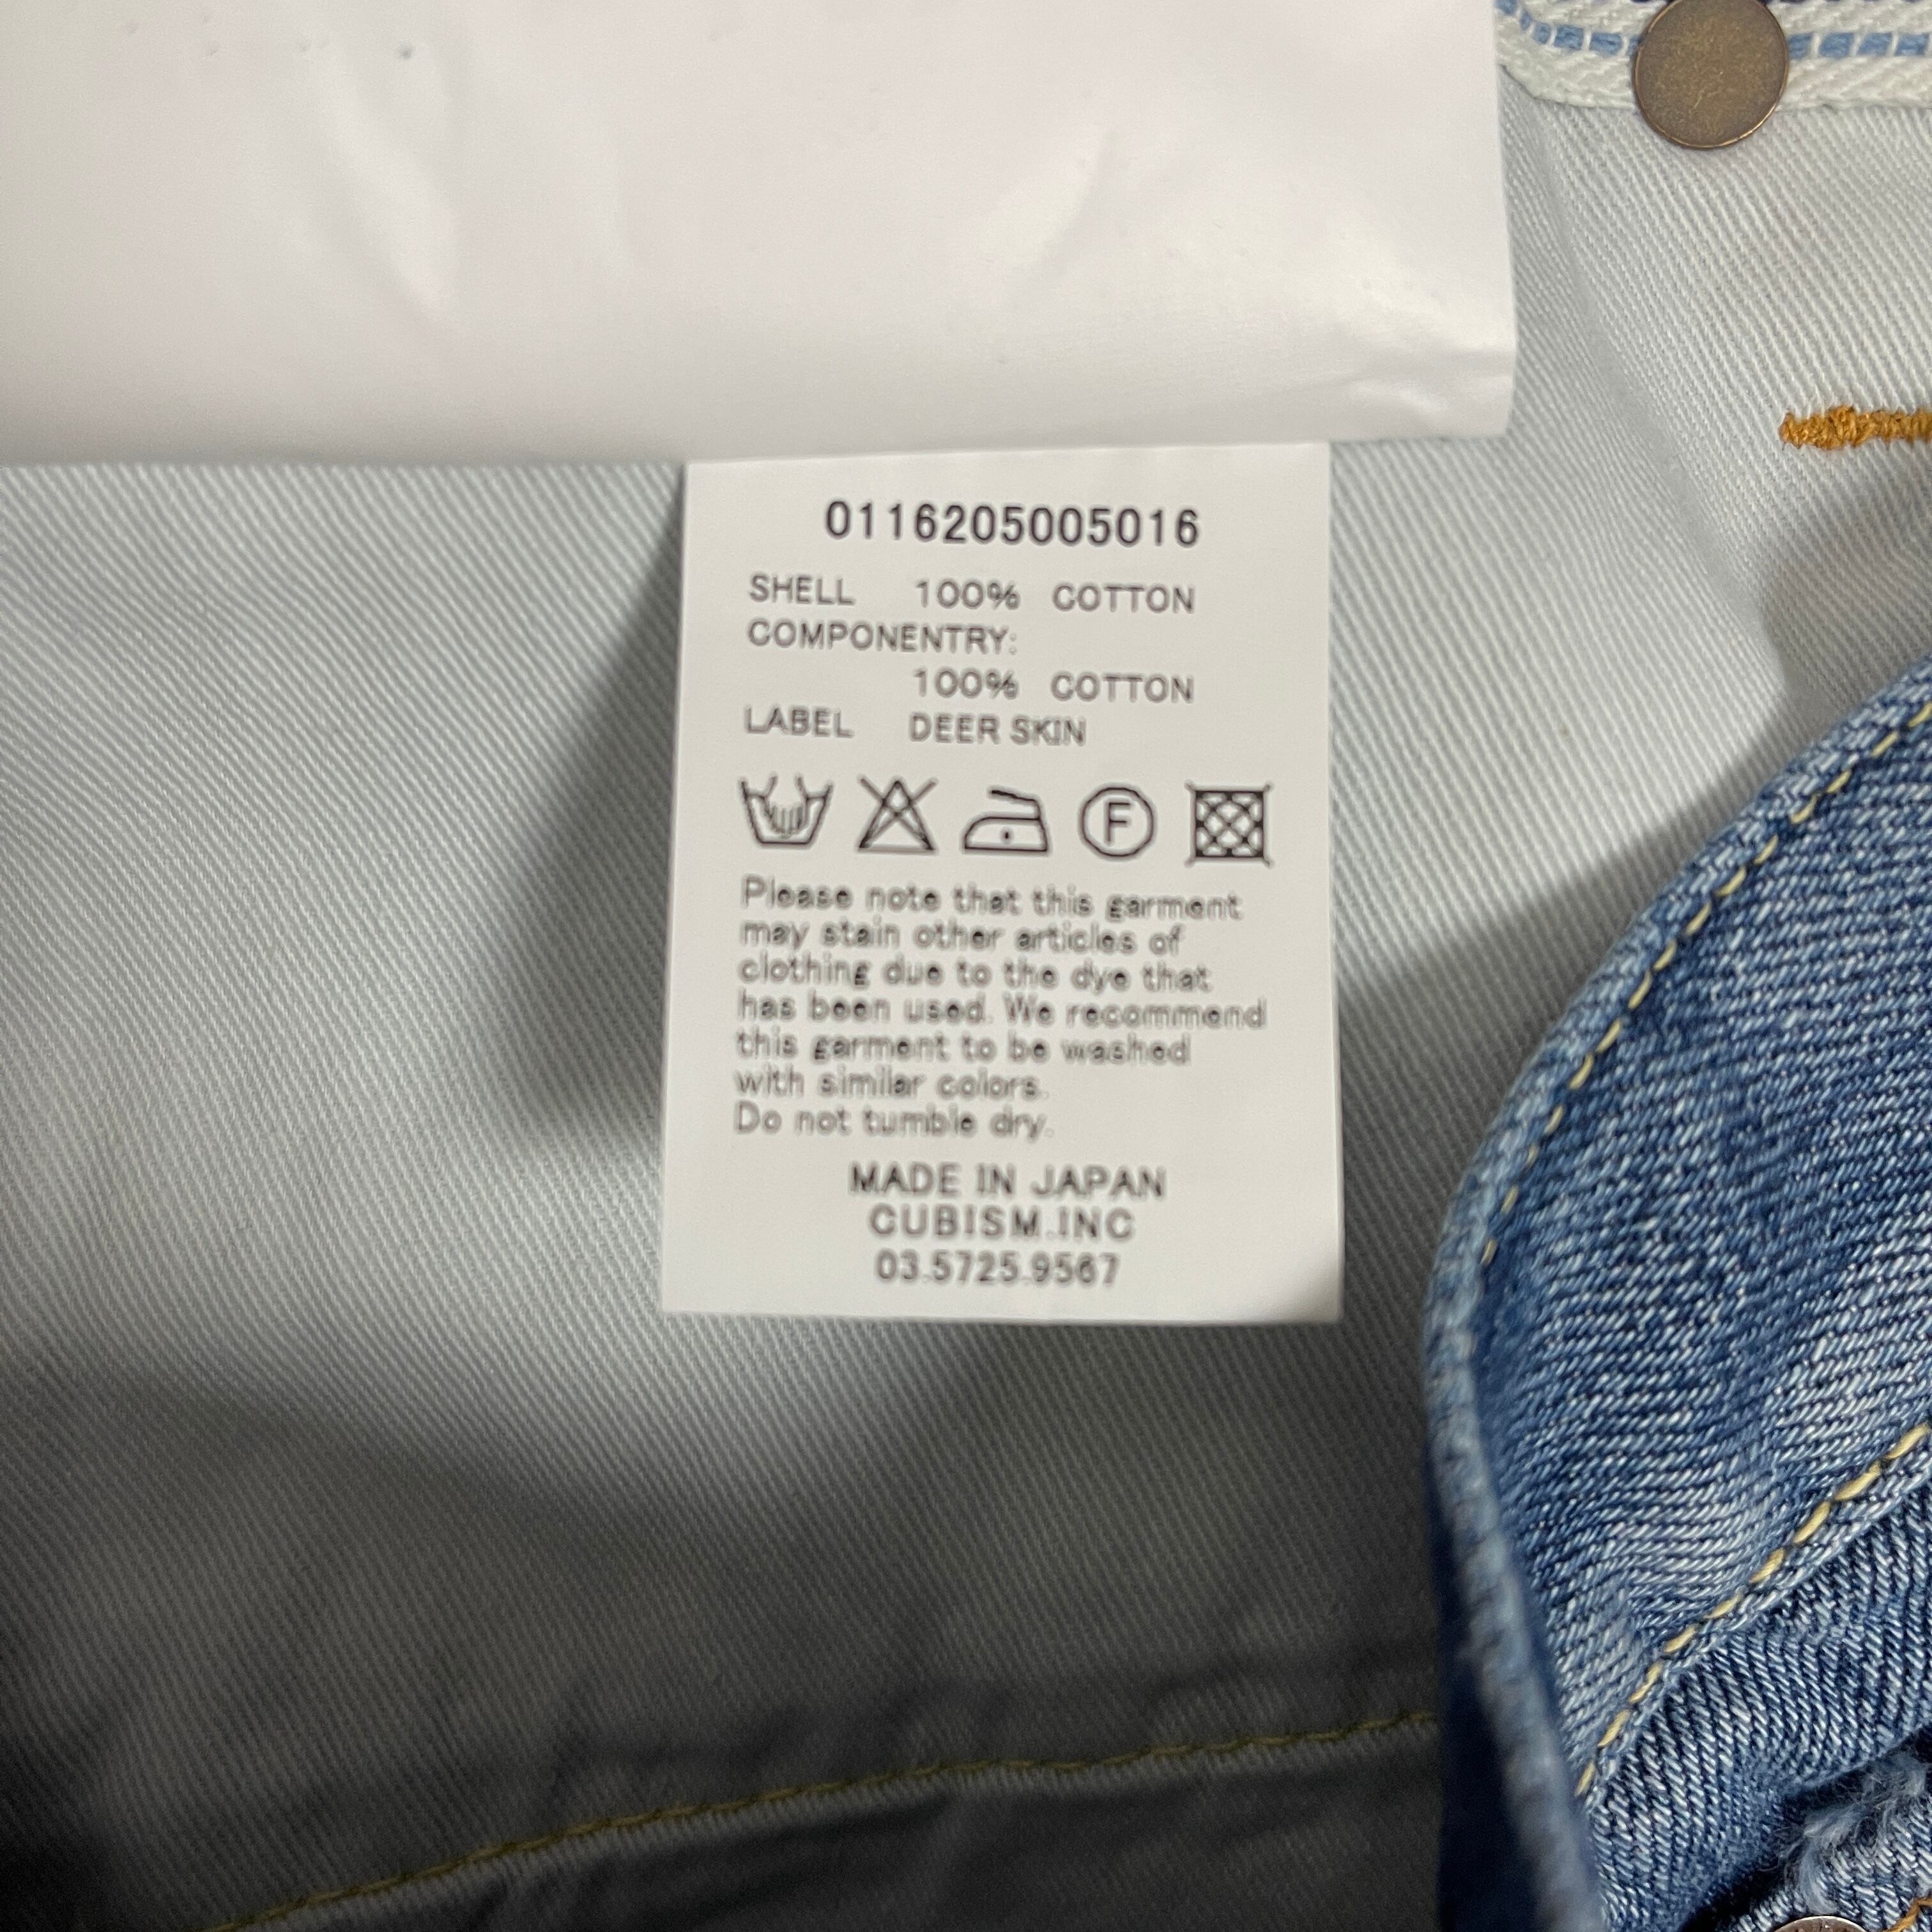 0116205005016
SHELL 100% COTTON
COMPONENTRY:
100% COTTON
LABEL DEER SKIN
F
Please note that this garment
may stain other articles of
clothing due to the dye that
has been used. We recommend
this garment to be washed
with similar colors.
Do not tumble dry.
MADE IN JAPAN
CUBISM.INC
03.5725.9567